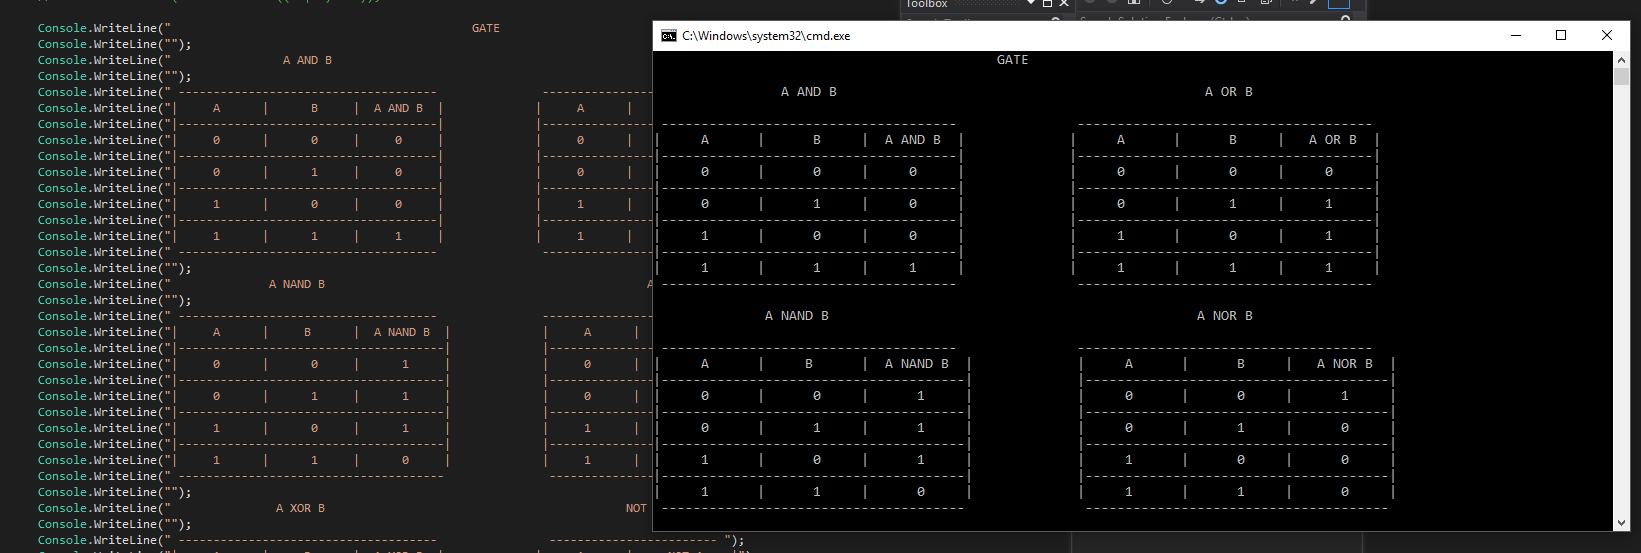 Toolbox
Console.WriteLine(" GATE
Console.WriteLine("");
Console.WriteLine(" A AND B
Console.WriteLine("");
Console.WriteLine(" ------------------------------------- ----------------
Console.WriteLine("| A | B | A AND B | | A |
Console.WriteLine("|-------------------------------------| |----------------
Console.WriteLine("| 0 | 0 | 0 | | 0 |
Console.WriteLine("|-------------------------------------| |----------------
Console.WriteLine("| 0 | 1 | 0 | | 0 |
Console.WriteLine("|-------------------------------------| |----------------
Console.WriteLine("| 1 | 0 | 0 | | 1 |
Console.WriteLine("|-------------------------------------| |----------------
Console.WriteLine("| 1 | 1 | 1 | | 1 |
Console.WriteLine(" ------------------------------------- ----------------
Console.WriteLine("");
Console.WriteLine(" A NAND B A
Console.WriteLine("");
Console.WriteLine(" ------------------------------------- ----------------
Console.WriteLine("| A | B | A NAND B | | A |
Console.WriteLine("|--------------------------------------| |---------------
Console.WriteLine("| 0 | 0 | 1 | | 0 |
Console.WriteLine("|--------------------------------------| |---------------
Console.WriteLine("| 0 | 1 | 1 | | 0 |
Console.WriteLine("|--------------------------------------| |---------------
Console.WriteLine("| 1 | 0 | 1 | | 1 |
Console.WriteLine("|--------------------------------------| |---------------
Console.WriteLine("| 1 | 1 | 0 | | 1 |
Console.WriteLine(" -------------------------------------- ---------------
Console.WriteLine("");
Console.WriteLine(" A XOR B NOT
Console.WriteLine("");
Console.WriteLine(" ------------------------------------- ------------------------ ");
C:\Windows\system32\cmd.exe
GATE
A AND B A OR B
------------------------------------- -------------------------------------
| A | B | A AND B | | A | B | A OR B |
|-------------------------------------| |-------------------------------------|
| 0 | 0 | 0 | | 0 | 0 | 0 |
|-------------------------------------| |-------------------------------------|
| 0 | 1 | 0 | | 0 | 1 | 1 |
|-------------------------------------| |-------------------------------------|
| 1 | 0 | 0 | | 1 | 0 | 1 |
|-------------------------------------| |-------------------------------------|
| 1 | 1 | 1 | | 1 | 1 | 1 |
------------------------------------- -------------------------------------
A NAND B A NOR B
------------------------------------- -------------------------------------
| A | B | A NAND B | | A | B | A NOR B |
|--------------------------------------| |--------------------------------------|
| 0 | 0 | 1 | | 0 | 0 | 1 |
|--------------------------------------| |--------------------------------------|
| 0 | 1 | 1 | | 0 | 1 | 0 |
|--------------------------------------| |--------------------------------------|
| 1 | 0 | 1 | | 1 | 0 | 0 |
|--------------------------------------| |--------------------------------------|
| 1 | 1 | 0 | | 1 | 1 | 0 |
-------------------------------------- --------------------------------------